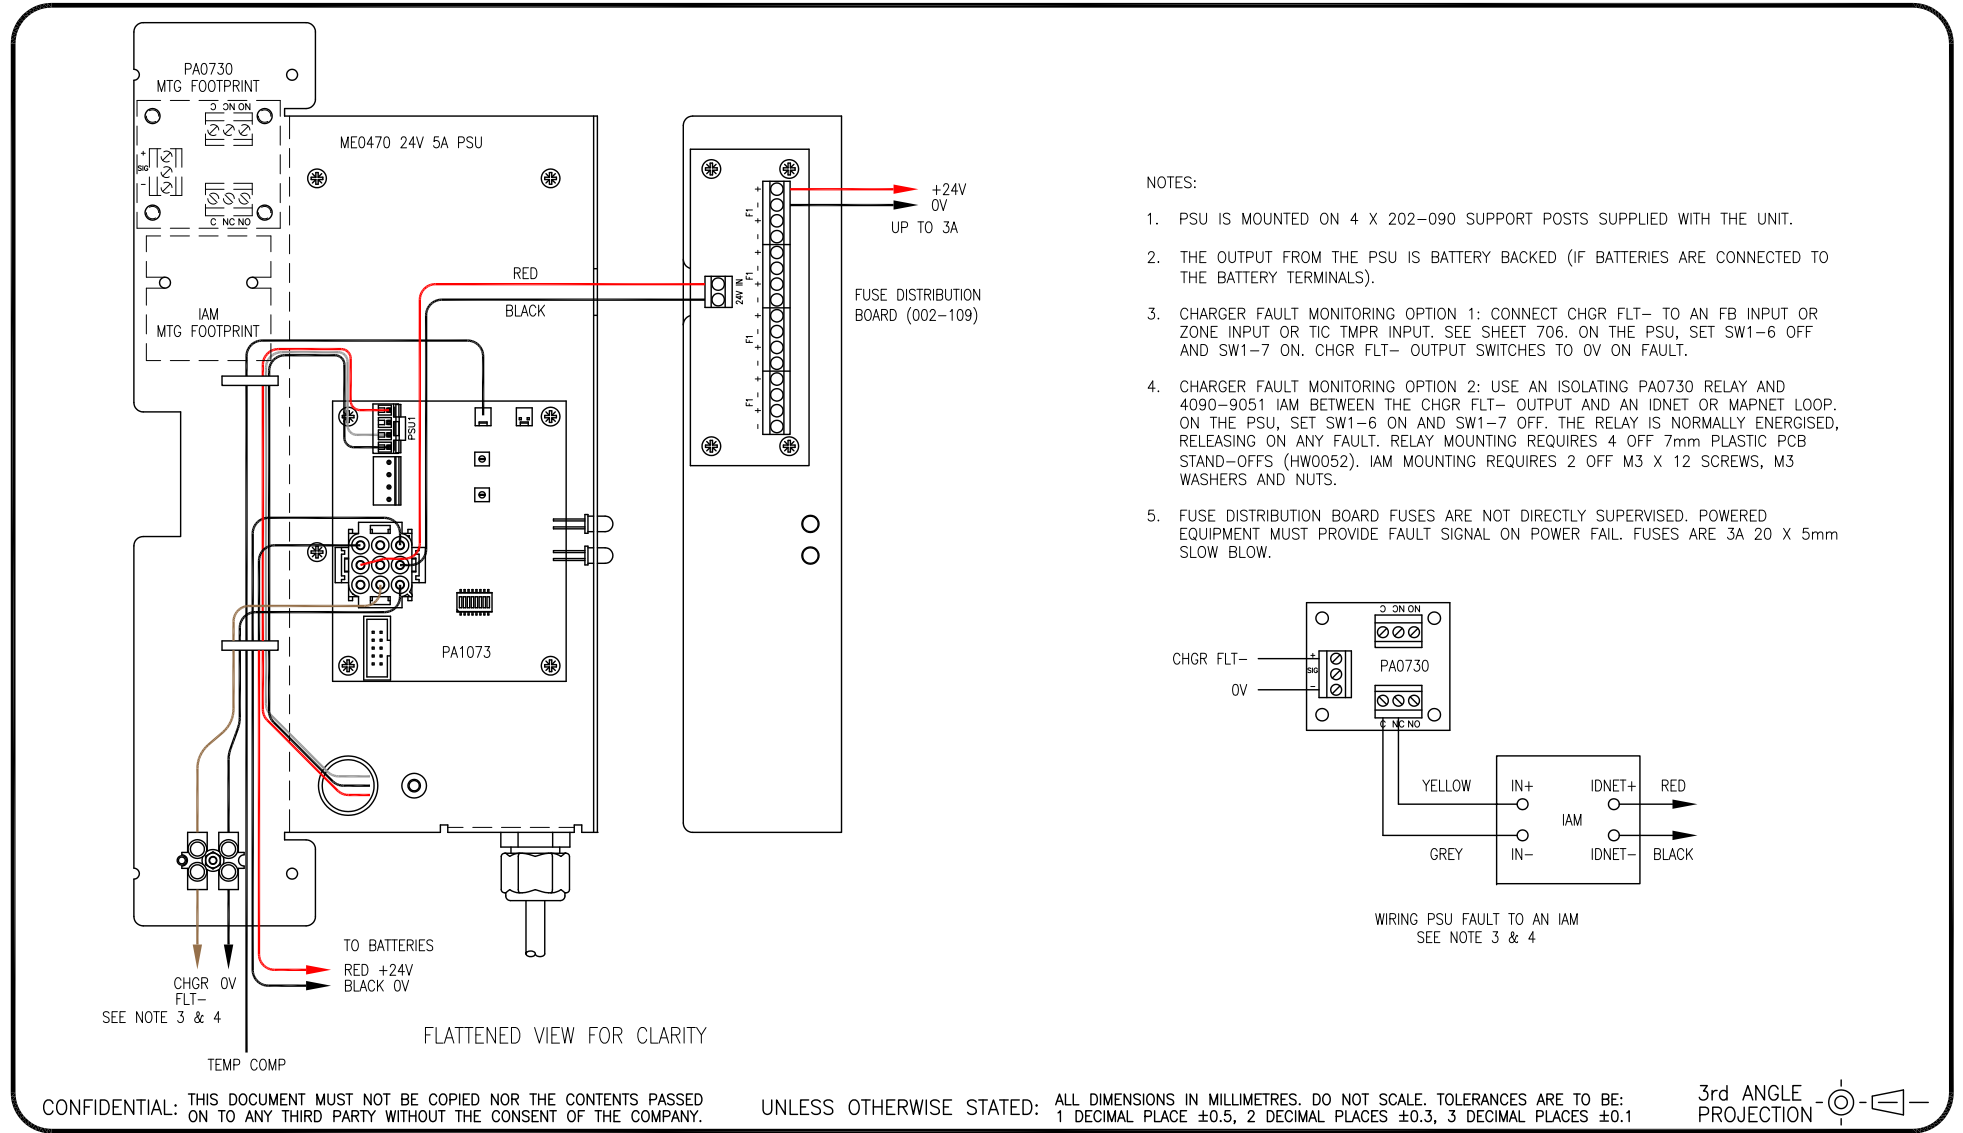 PA0730
MTG FOOTPRINT
C NC NO
+
SIG
-
C NC NO
IAM
MTG FOOTPRINT
ME0470 24V 5A PSU
RED
BLACK
PSU1
PA1073
24V IN
+
-
F1
+
-
+
-
F1
+
-
+
-
F1
+
-
+
-
F1
+
-
+24V
0V
UP TO 3A
FUSE DISTRIBUTION
BOARD (002-109)
TO BATTERIES
RED +24V
BLACK 0V
CHGR 0V
FLT-
SEE NOTE 3 & 4
TEMP COMP
FLATTENED VIEW FOR CLARITY
NOTES:
1. PSU IS MOUNTED ON 4 X 202-090 SUPPORT POSTS SUPPLIED WITH THE UNIT.
2. THE OUTPUT FROM THE PSU IS BATTERY BACKED (IF BATTERIES ARE CONNECTED TO
THE BATTERY TERMINALS).
3. CHARGER FAULT MONITORING OPTION 1: CONNECT CHGR FLT- TO AN FB INPUT OR
ZONE INPUT OR TIC TMPR INPUT. SEE SHEET 706. ON THE PSU, SET SW1-6 OFF
AND SW1-7 ON. CHGR FLT- OUTPUT SWITCHES TO 0V ON FAULT.
4. CHARGER FAULT MONITORING OPTION 2: USE AN ISOLATING PA0730 RELAY AND
4090-9051 IAM BETWEEN THE CHGR FLT- OUTPUT AND AN IDNET OR MAPNET LOOP.
ON THE PSU, SET SW1-6 ON AND SW1-7 OFF. THE RELAY IS NORMALLY ENERGISED,
RELEASING ON ANY FAULT. RELAY MOUNTING REQUIRES 4 OFF 7mm PLASTIC PCB
STAND-OFFS (HW0052). IAM MOUNTING REQUIRES 2 OFF M3 X 12 SCREWS, M3
WASHERS AND NUTS.
5. FUSE DISTRIBUTION BOARD FUSES ARE NOT DIRECTLY SUPERVISED. POWERED
EQUIPMENT MUST PROVIDE FAULT SIGNAL ON POWER FAIL. FUSES ARE 3A 20 X 5mm
SLOW BLOW.
C NC NO
CHGR FLT-
+
SIG
-
PA0730
0V
C NC NO
YELLOW
IN+
IDNET+
RED
IAM
GREY
IN-
IDNET-
BLACK
WIRING PSU FAULT TO AN IAM
SEE NOTE 3 & 4
CONFIDENTIAL: THIS DOCUMENT MUST NOT BE COPIED NOR THE CONTENTS PASSED
ON TO ANY THIRD PARTY WITHOUT THE CONSENT OF THE COMPANY.
UNLESS OTHERWISE STATED: ALL DIMENSIONS IN MILLIMETRES. DO NOT SCALE. TOLERANCES ARE TO BE:
1 DECIMAL PLACE ±0.5, 2 DECIMAL PLACES ±0.3, 3 DECIMAL PLACES ±0.1
3rd ANGLE
PROJECTION